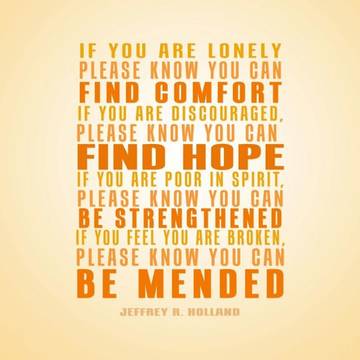 IF YOU ARE LONELY
PLEASE KNOW YOU CAN
FIND COMFORT
IF YOU ARE DISCOURAGED,
PLEASE KNOW YOU CAN
FIND HOPE
IF YOU ARE POOR IN SPIRIT,
PLEASE KNOW YOU CAN
BE STRENGTHENED
IF YOU FEEL YOU ARE BROKEN,
PLEASE KNOW YOU CAN
BE MENDED
JEFFREY R. HOLLAND